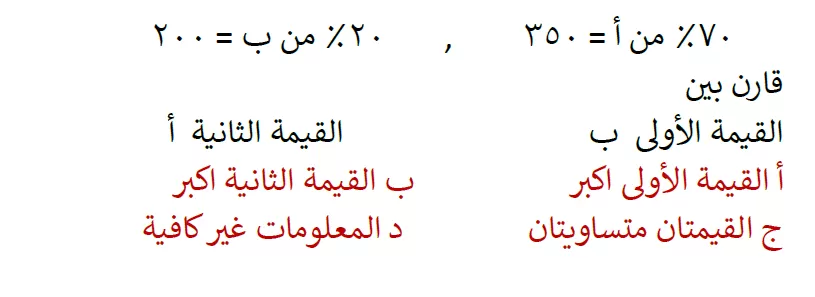 ٧٠٪ من أ = ٣٥٠ , ٢٠٪ من ب = ٢٠٠
قارن بين
القيمة الأولى ب القيمة الثانية أ
أ القيمة الأولى اكبر ب القيمة الثانية اكبر
ج القيمتان متساويتان د المعلومات غير كافية